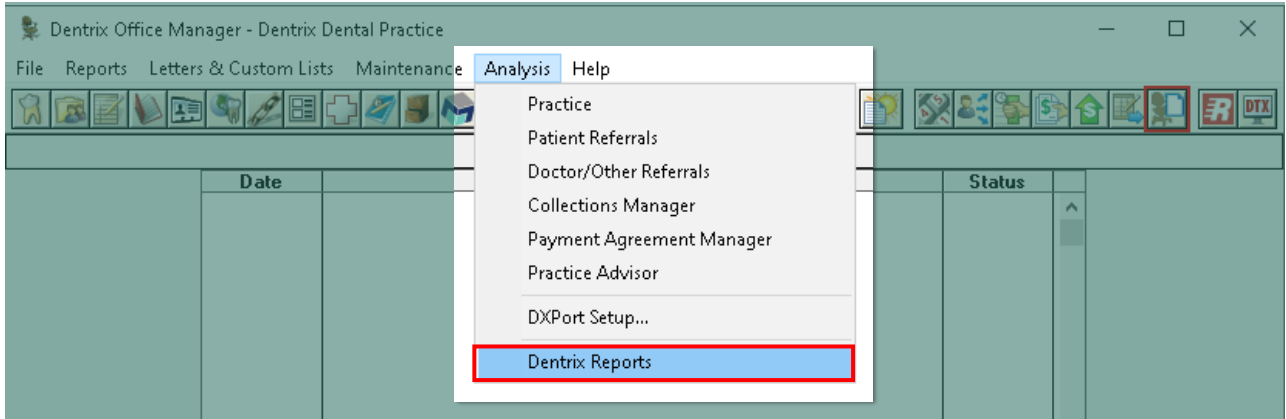 Dentrix Office Manager - Dentrix Dental Practice
File Reports Letters & Custom Lists Maintenance Analysis Help
Practice
Patient Referrals
Doctor/Other Referrals
Collections Manager
Payment Agreement Manager
Practice Advisor
DXPort Setup...
Dentrix Reports
DTX
Date Status